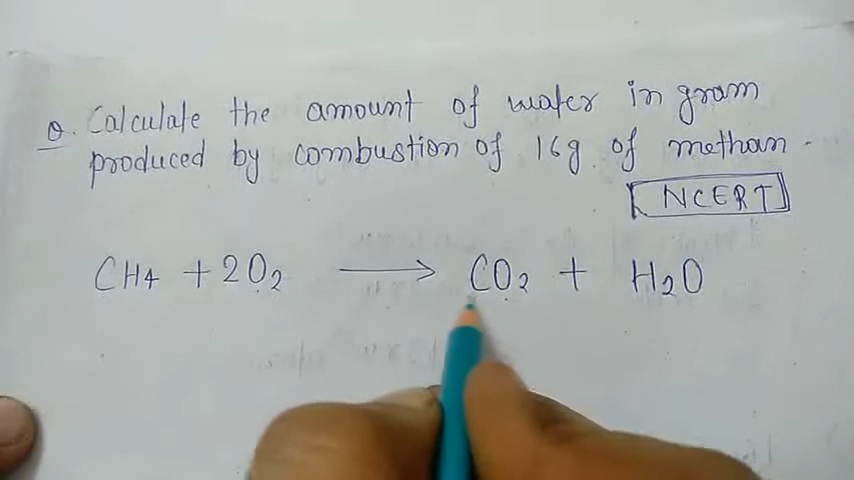 Q. Calculate the amount of water in gram
produced by combustion of 16g of methan.
NCERT
CH4 + 2O2 → CO2 + H2O